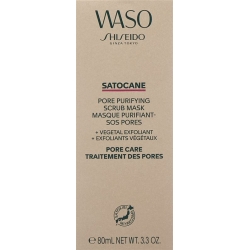 WASO
SHISEIDO
GINZA TOKYO
SATOCANE
PORE PURIFYING
SCRUB MASK
MASQUE PURIFIANT-
SOS PORES
+ VEGETAL EXFOLIANT
+ EXFOLIANTS VÉGÉTAUX
PORE CARE
TRAITEMENT DES PORES
e 80mL NET WT. 3.3 OZ.